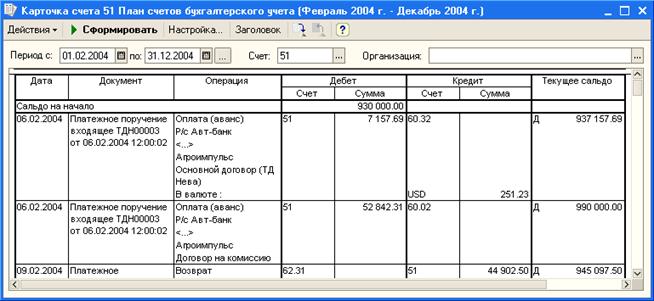 Карточка счета 51 План счетов бухгалтерского учета (Февраль 2004 г. - Декабрь 2004 г.)
Действия Сформировать Настройка... Заголовок
Период с: 01.02.2004 по: 31.12.2004 ... Счет: 51 ... Организация: ...
Дата Документ Операция Дебет Кредит Текущее сальдо
Счет Сумма Счет Сумма
Сальдо на начало 930 000.00
06.02.2004 Платежное поручение Оплата (аванс) 51 7 157.69 60.32 Д 937 157.69
входящее ТДН00003 Р/с Авт-банк
от 06.02.2004 12:00:02 <...>
Агроимпульс
Основной договор (ТД
Нева)
В валюте : USD 251.23
06.02.2004 Платежное поручение Оплата (аванс) 51 52 842.31 60.02 Д 990 000.00
входящее ТДН00003 Р/с Авт-банк
от 06.02.2004 12:00:02 <...>
Агроимпульс
Договор на комиссию
09.02.2004 Платежное Возврат 62.31 51 44 902.50 Д 945 097.50